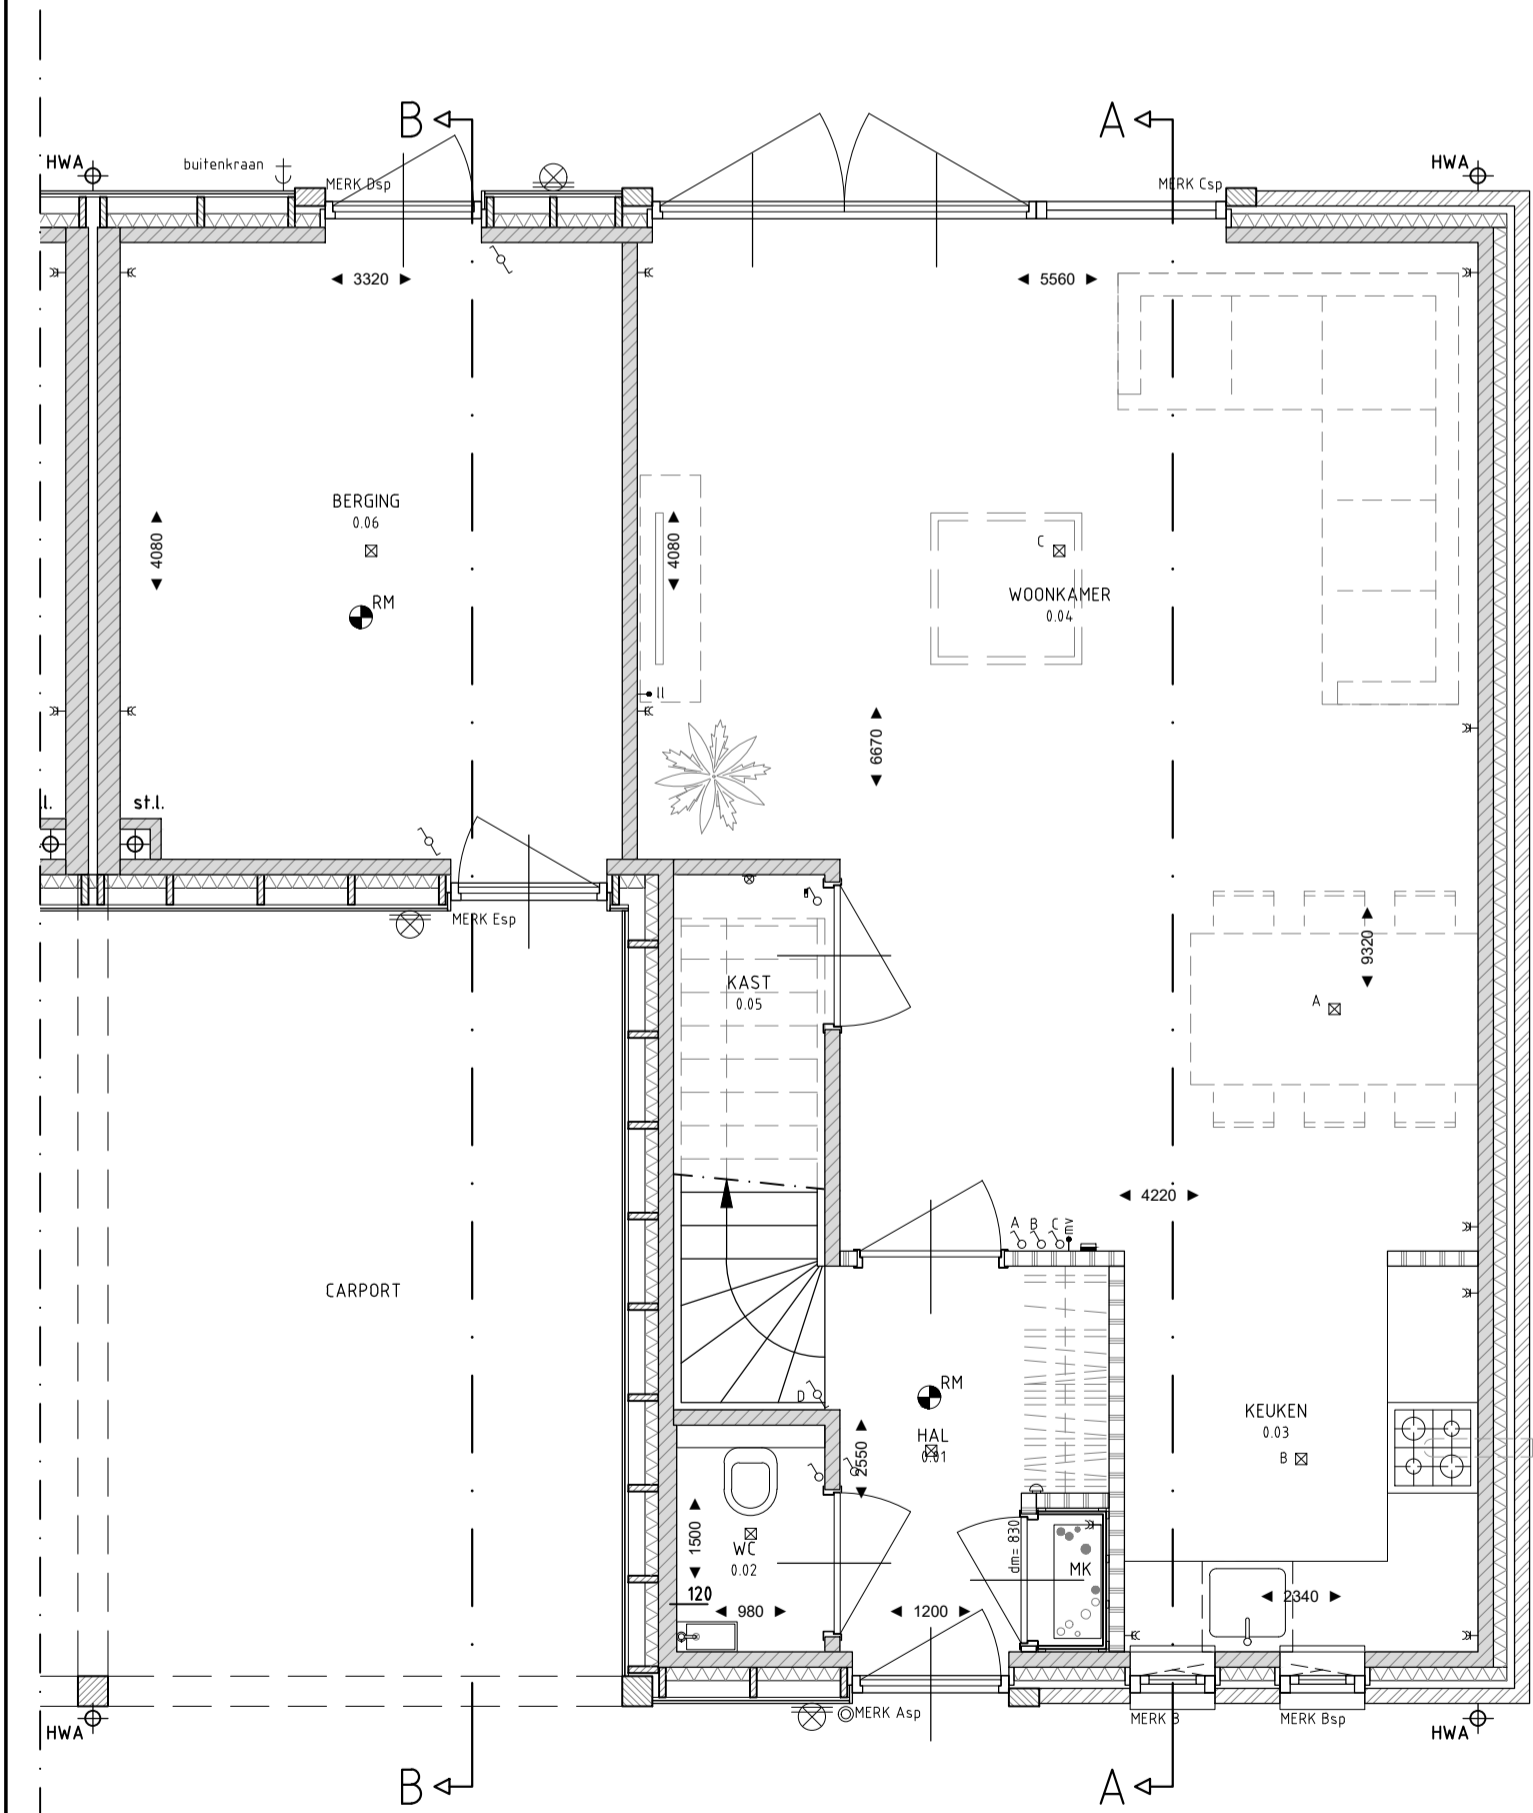 B
A
HWA
buitenkraan
MERK Dsp
MERK Csp
HWA
3320
5560
BERGING
0.06
4080
4080
C
WOONKAMER
0.04
RM
ll
6670
l.
st.l.
MERK Esp
KAST
0.05
9320
A
4220
A B C mv
CARPORT
D
RM
HAL
0.01
2550
KEUKEN
0.03
B
1500
WC
0.02
dm= 830
MK
120
980
1200
2340
MERK Asp
MERK B
MERK Bsp
HWA
HWA
B
A